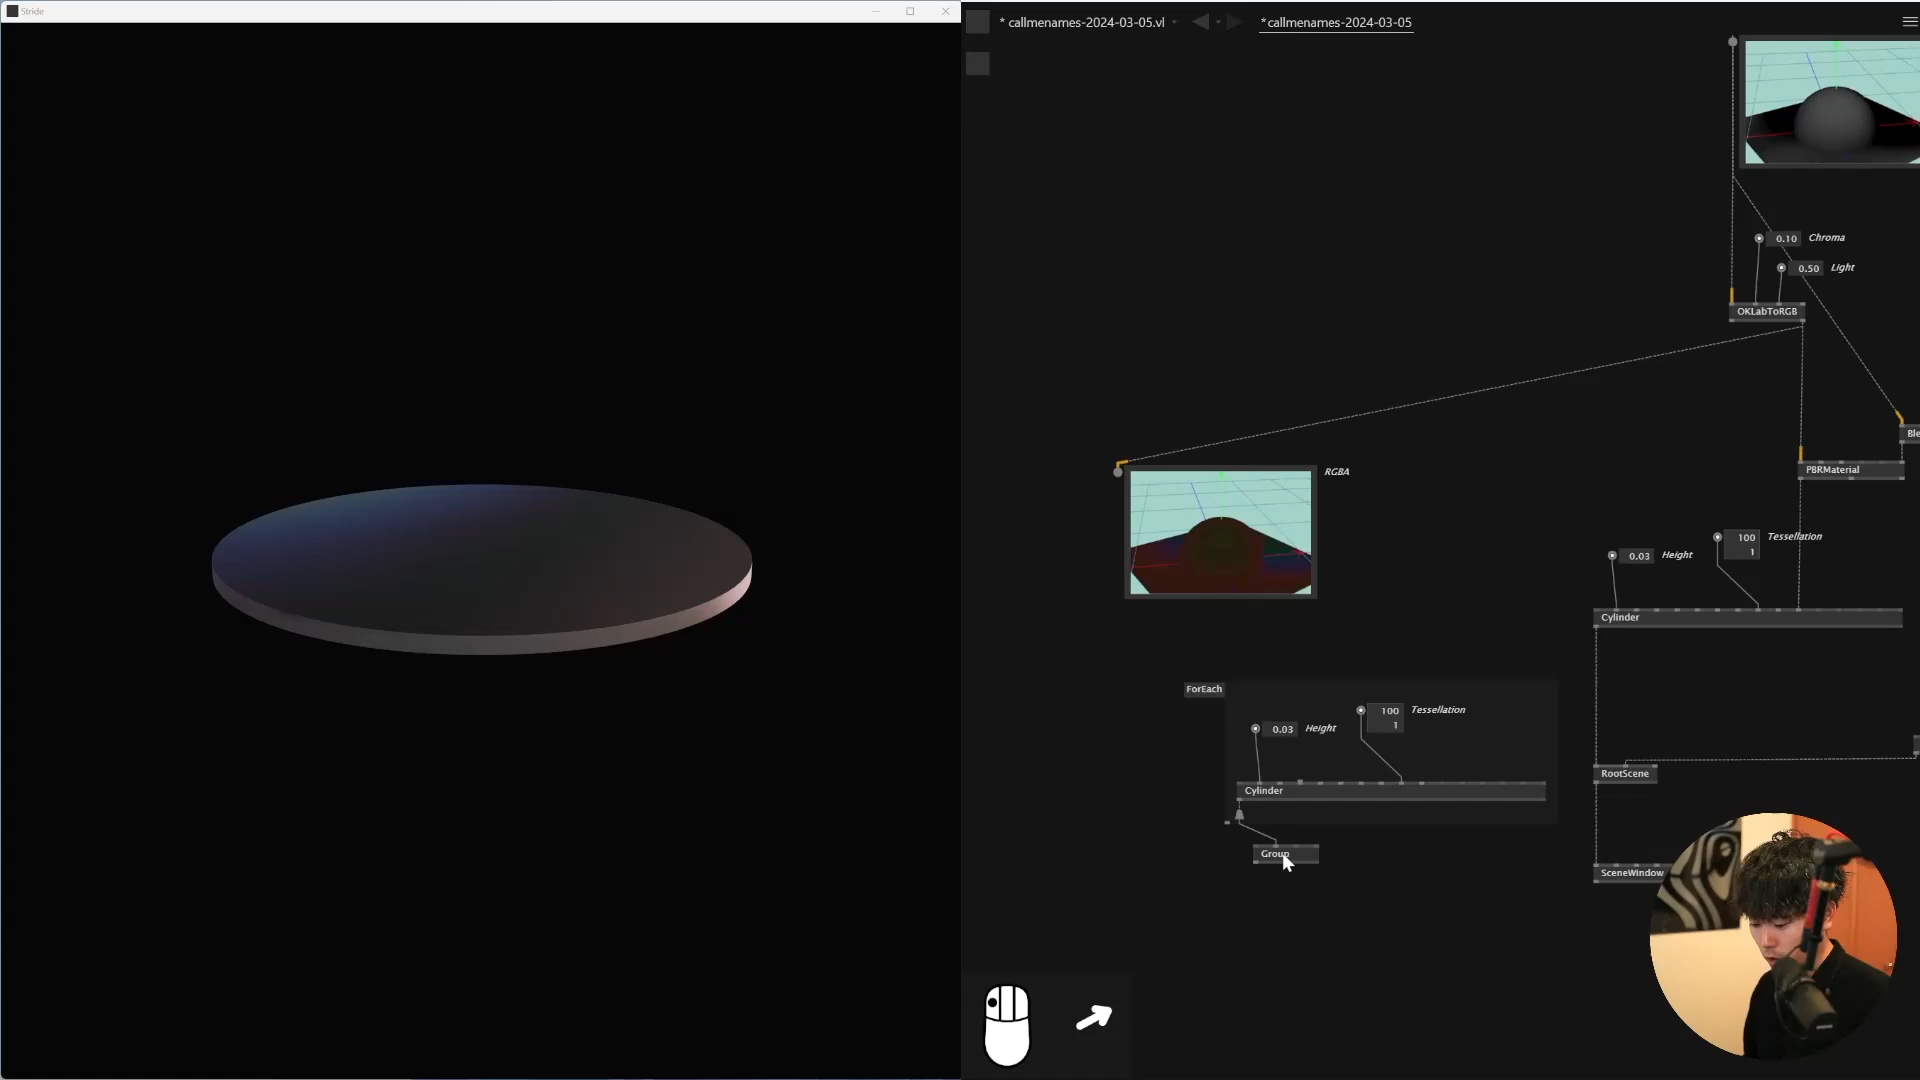 Stride
* callmenames-2024-03-05.vl
*callmenames-2024-03-05
0.10 Chroma
0.50 Light
OKLabToRGB
Ble
RGBA
PBRMaterial
100 Tessellation
1
0.03 Height
Cylinder
ForEach
100 Tessellation
1
0.03 Height
RootScene
Cylinder
Group
SceneWindow